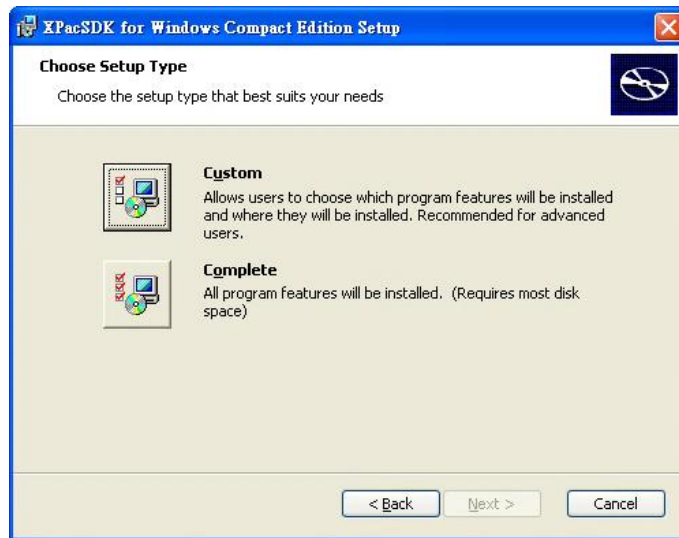 XPacSDK for Windows Compact Edition Setup
Choose Setup Type
Choose the setup type that best suits your needs
Custom
Allows users to choose which program features will be installed
and where they will be installed. Recommended for advanced
users.
Complete
All program features will be installed. (Requires most disk
space)
< Back Next > Cancel